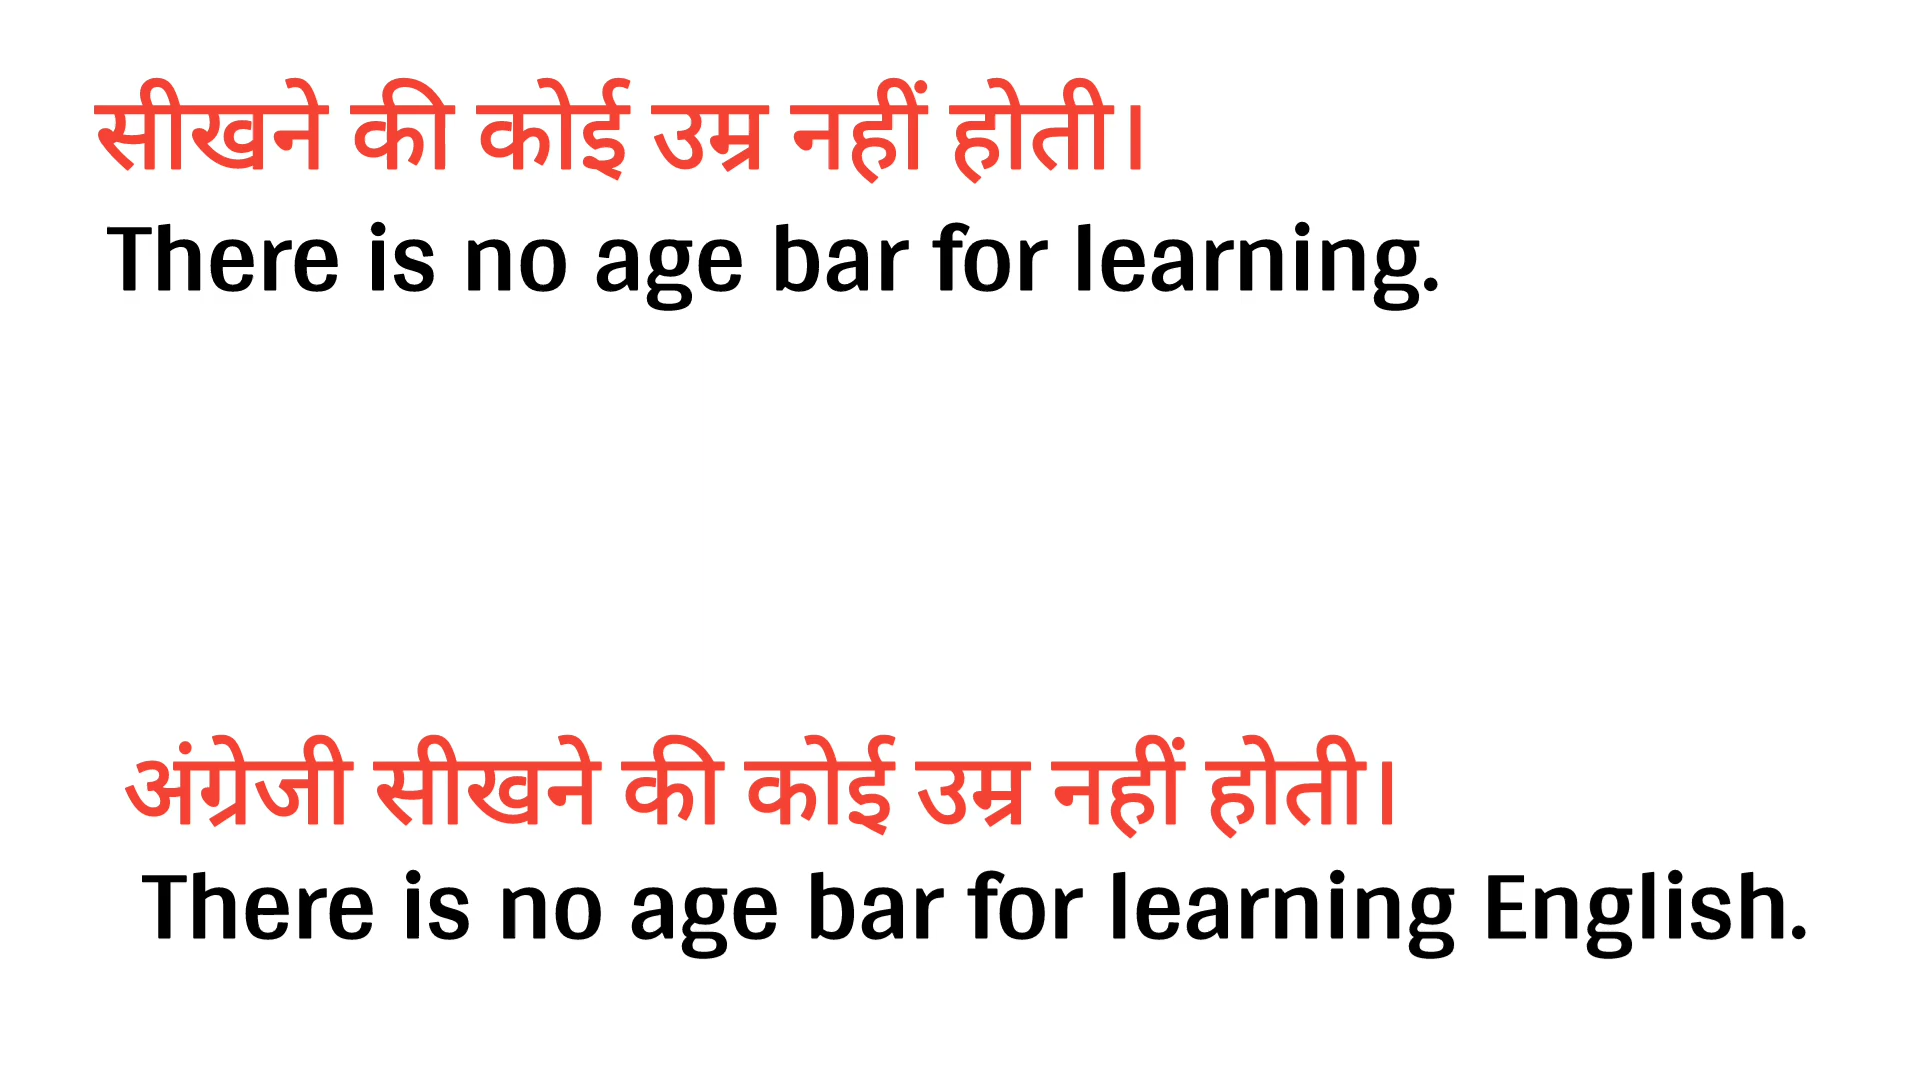 सीखने की कोई उम्र नहीं होती।
There is no age bar for learning.
अंग्रेजी सीखने की कोई उम्र नहीं होती।
There is no age bar for learning English.